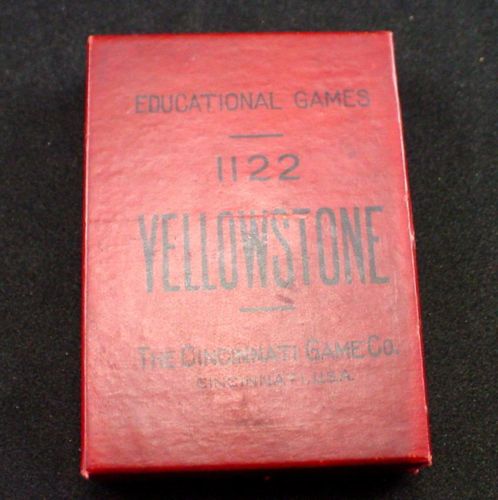 EDUCATIONAL GAMES
1122
YELLOWSTONE
THE CINCINNATI GAME CO.
CINCINNATI, U.S.A.